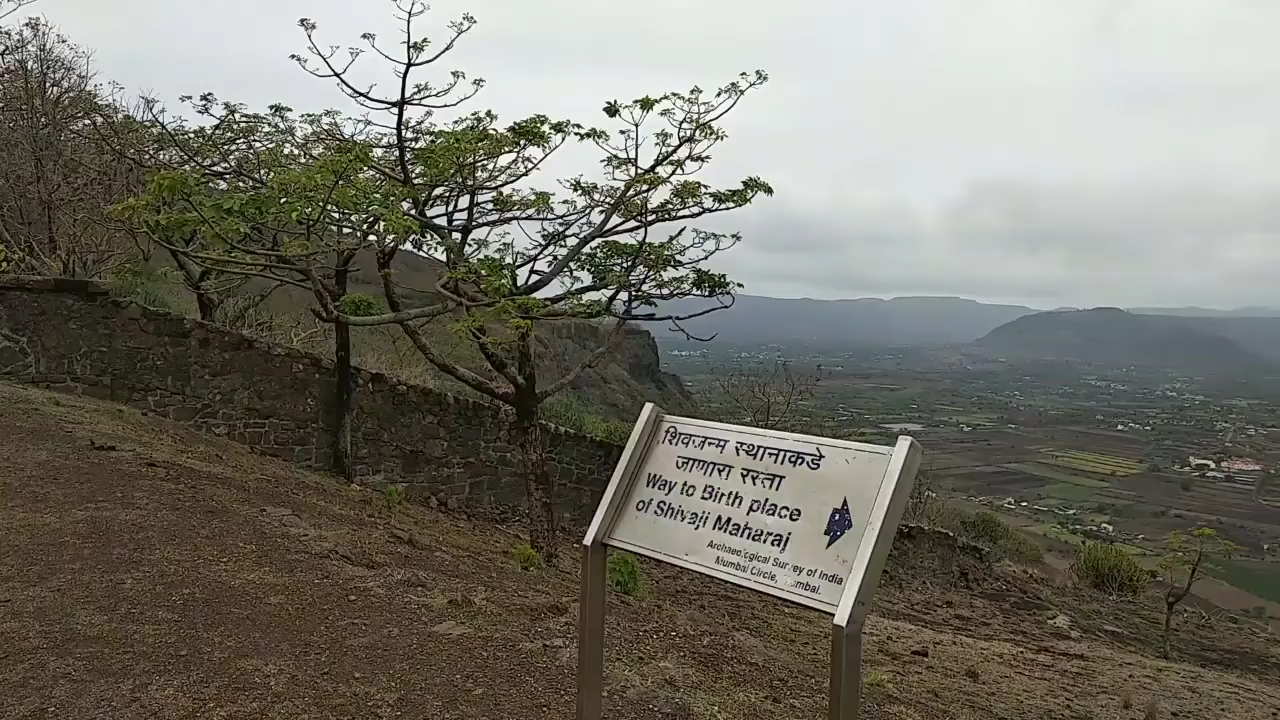 शिवजन्म स्थानाकडे
जाणारा रस्ता
Way to Birth place
of Shivaji Maharaj
Archaeological Survey of India
Mumbai Circle,